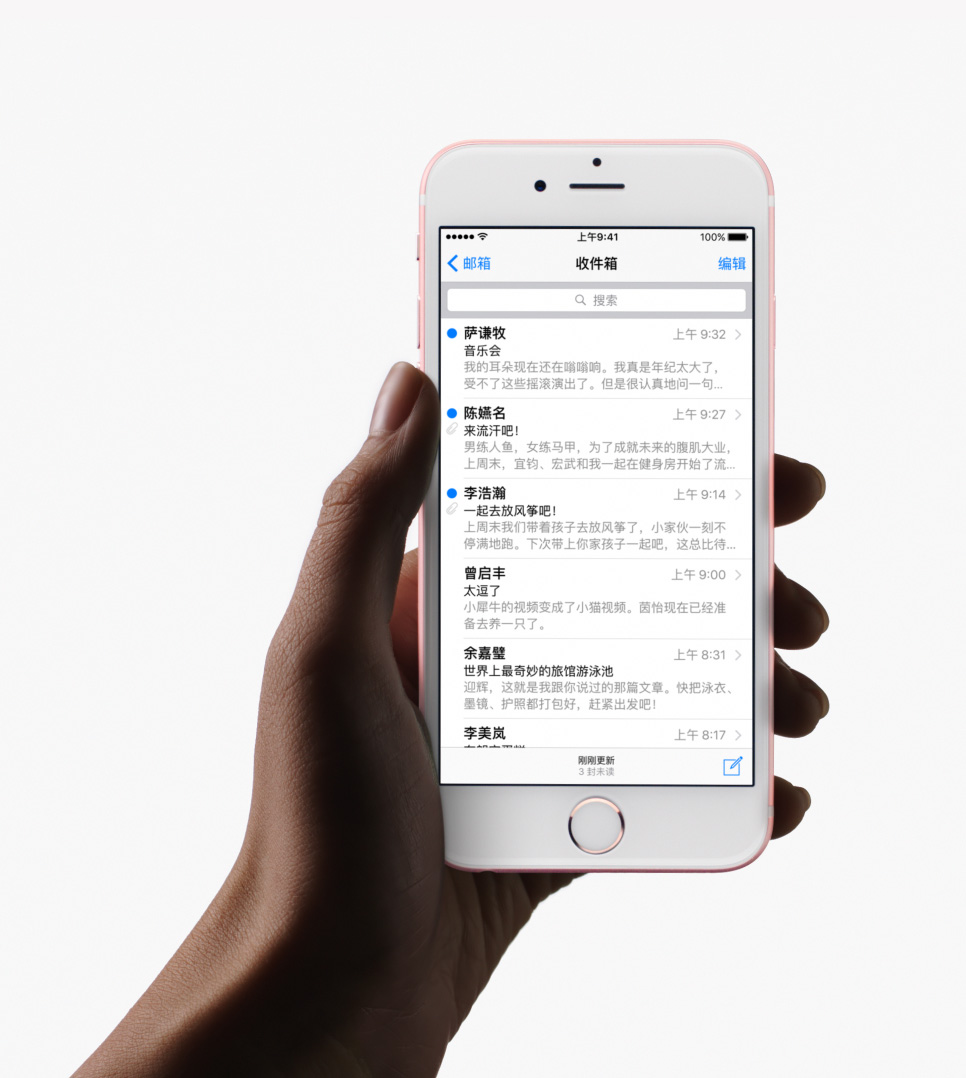 上午9:41 100%
邮箱 收件箱 编辑
搜索
萨谦牧 上午 9:32
音乐会
我的耳朵现在还在嗡嗡响。我真是年纪太大了，
受不了这些摇滚演出了。但是很认真地问一句...
陈嬿名 上午 9:27
来流汗吧！
男练人鱼，女练马甲，为了成就未来的腹肌大业，
上周末，宜钧、宏武和我一起在健身房开始了流...
李浩瀚 上午 9:14
一起去放风筝吧！
上周末我们带着孩子去放风筝了，小家伙一刻不
停满地跑。下次带上你家孩子一起吧，这总比待...
曾启丰 上午 9:00
太逗了
小犀牛的视频变成了小猫视频。茵怡现在已经准
备去养一只了。
余嘉璧 上午 8:31
世界上最奇妙的旅馆游泳池
迎辉，这就是我跟你说过的那篇文章。快把泳衣、
墨镜、护照都打包好，赶紧出发吧！
李美岚 上午 8:17
刚刚更新
3 封未读